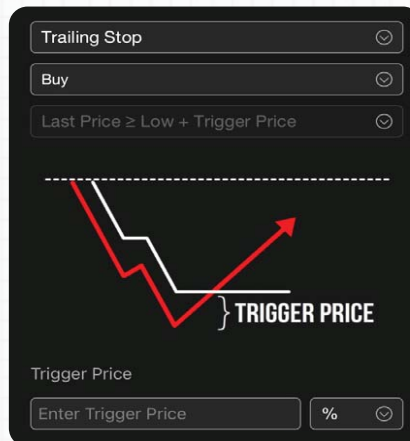 Trailing Stop
Buy
Last Price ≥ Low + Trigger Price
TRIGGER PRICE
Trigger Price
Enter Trigger Price
%